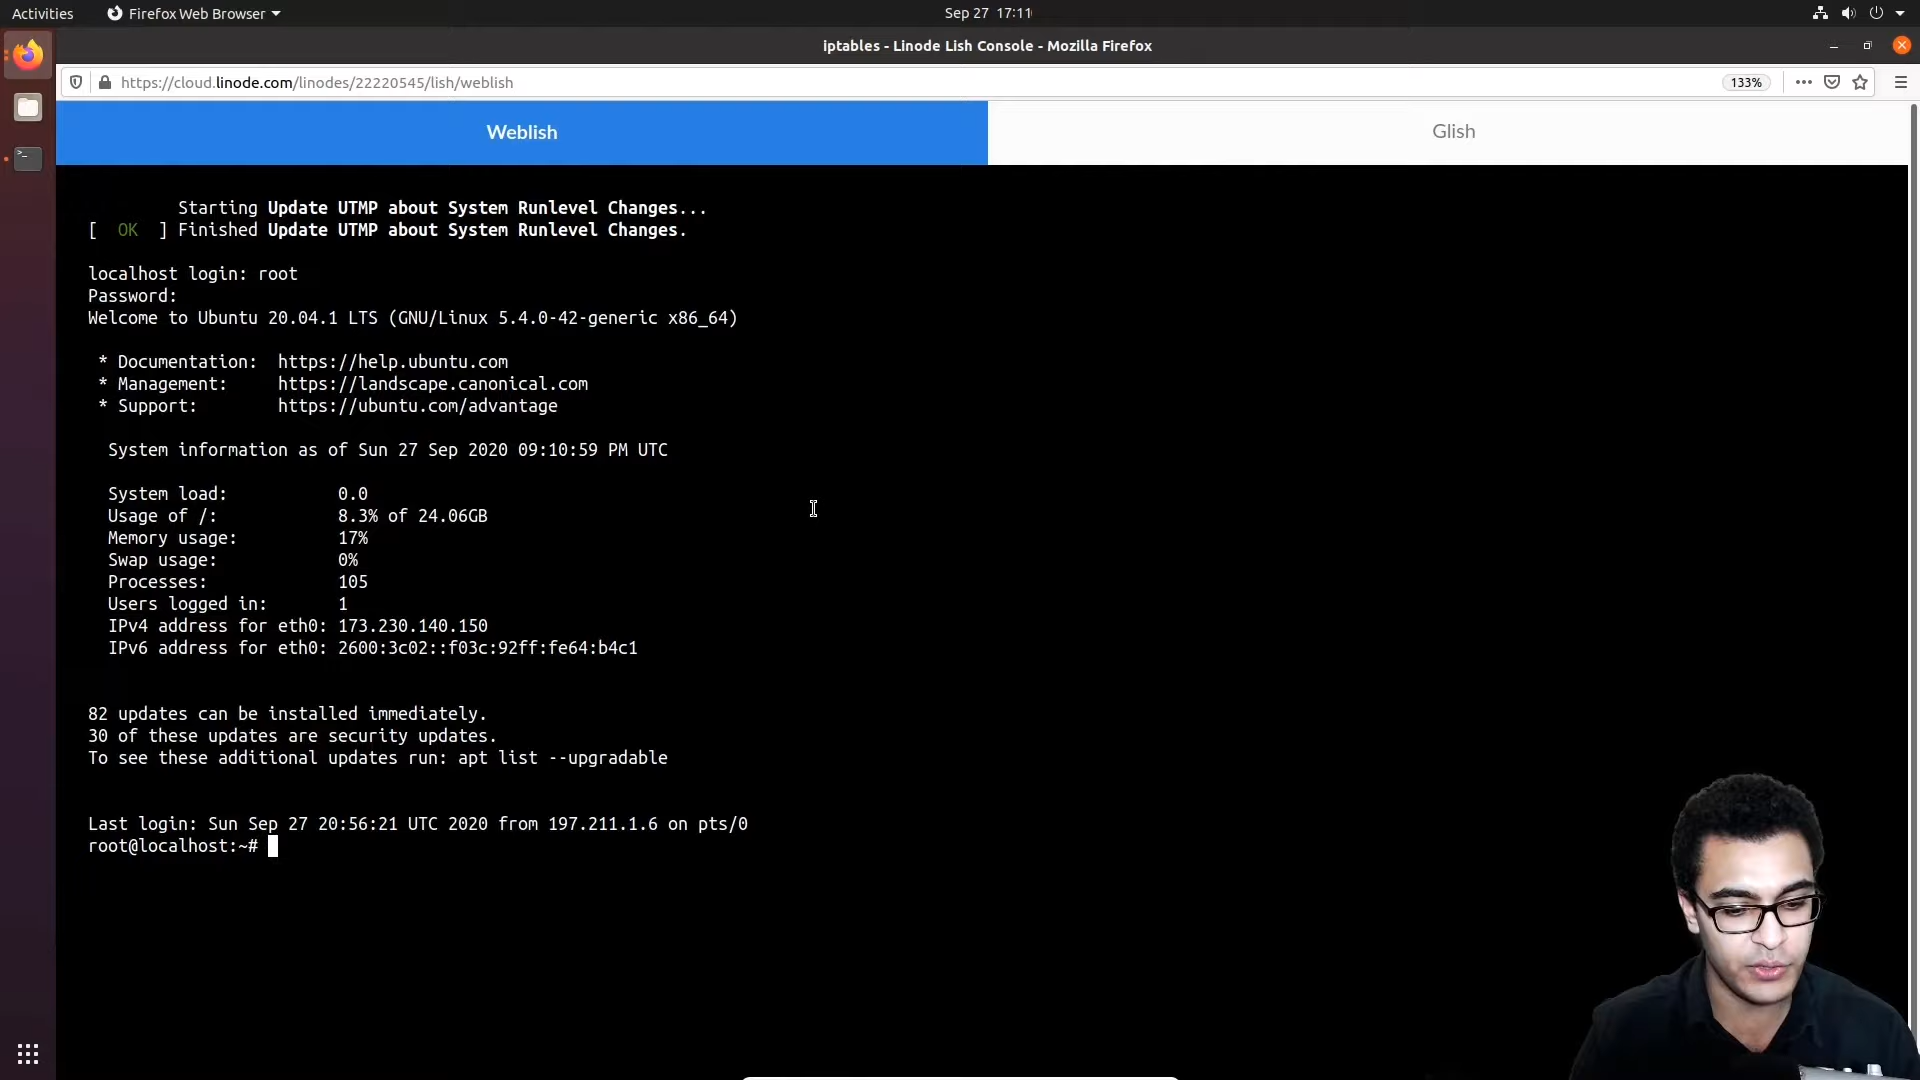 Activities
Firefox Web Browser
Sep 27 17:11
iptables - Linode Lish Console - Mozilla Firefox
https://cloud.linode.com/linodes/22220545/lish/weblish
133%
Weblish
Glish
Starting Update UTMP about System Runlevel Changes...
[ OK ] Finished Update UTMP about System Runlevel Changes.
localhost login: root
Password:
Welcome to Ubuntu 20.04.1 LTS (GNU/Linux 5.4.0-42-generic x86_64)
* Documentation: https://help.ubuntu.com
* Management: https://landscape.canonical.com
* Support: https://ubuntu.com/advantage
System information as of Sun 27 Sep 2020 09:10:59 PM UTC
System load: 0.0
Usage of /: 8.3% of 24.06GB
Memory usage: 17%
Swap usage: 0%
Processes: 105
Users logged in: 1
IPv4 address for eth0: 173.230.140.150
IPv6 address for eth0: 2600:3c02::f03c:92ff:fe64:b4c1
82 updates can be installed immediately.
30 of these updates are security updates.
To see these additional updates run: apt list --upgradable
Last login: Sun Sep 27 20:56:21 UTC 2020 from 197.211.1.6 on pts/0
root@localhost:~#